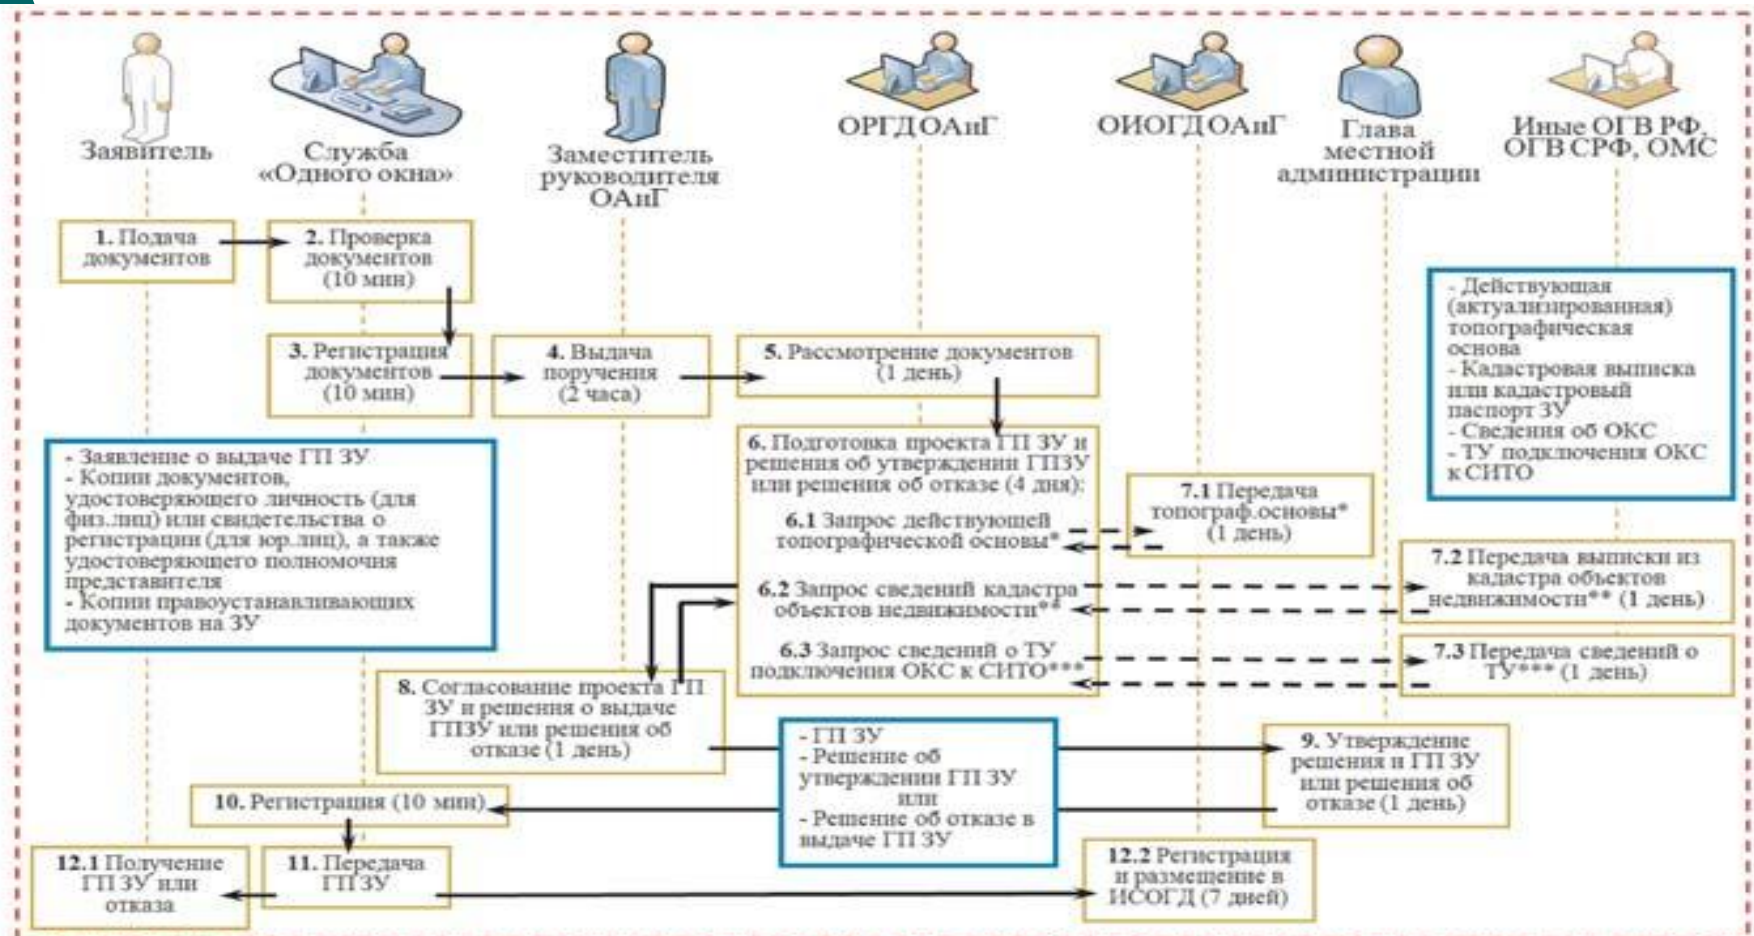 Заявитель
Служба
«Одного окна»
Заместитель
руководителя
ОАиГ
ОРГД ОАиГ
ОИОГД ОАиГ
Глава
местной
администрации
Иные ОГВ РФ,
ОГВ СРФ, ОМС
1. Подача
документов
2. Проверка
документов
(10 мин)
3. Регистрация
документов
(10 мин)
4. Выдача
поручения
(2 часа)
5. Рассмотрение документов
(1 день)
- Действующая
(актуализированная)
топографическая
основа
- Кадастровая выписка
или кадастровый
паспорт ЗУ
- Сведения об ОКС
- ТУ подключения ОКС
к СИТО
- Заявление о выдаче ГП ЗУ
- Копии документов,
удостоверяющего личность (для
физ.лиц) или свидетельства о
регистрации (для юр.лиц), а также
удостоверяющего полномочия
представителя
- Копии правоустанавливающих
документов на ЗУ
6. Подготовка проекта ГП ЗУ и
решения об утверждении ГПЗУ
или решения об отказе (4 дня):
6.1 Запрос действующей
топографической основы*
6.2 Запрос сведений кадастра
объектов недвижимости**
6.3 Запрос сведений о ТУ
подключения ОКС к СИТО***
7.1 Передача
топограф.основы*
(1 день)
7.2 Передача выписки из
кадастра объектов
недвижимости** (1 день)
7.3 Передача сведений о
ТУ*** (1 день)
8. Согласование проекта ГП
ЗУ и решения о выдаче
ГПЗУ или решения об
отказе (1 день)
- ГП ЗУ
- Решение об
утверждении ГП ЗУ
или
- Решение об отказе в
выдаче ГП ЗУ
9. Утверждение
решения и ГП ЗУ
или решения об
отказе (1 день)
10. Регистрация (10 мин)
11. Передача
ГП ЗУ
12.1 Получение
ГП ЗУ или
отказа
12.2 Регистрация
и размещение в
ИСОГД (7 дней)